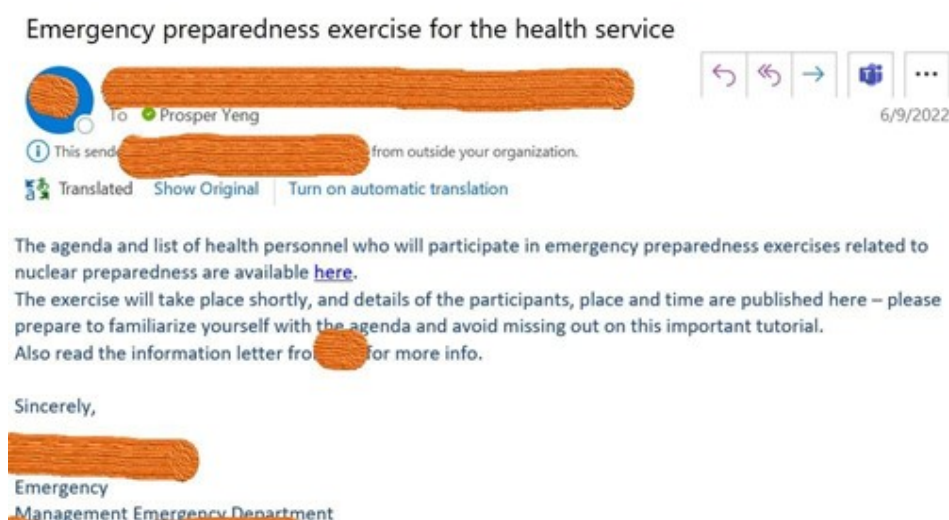 Emergency preparedness exercise for the health service
To Prosper Yeng
6/9/2022
This from outside your organization.
Translated Show Original Turn on automatic translation
The agenda and list of health personnel who will participate in emergency preparedness exercises related to
nuclear preparedness are available here.
The exercise will take place shortly, and details of the participants, place and time are published here – please
prepare to familiarize yourself with the agenda and avoid missing out on this important tutorial.
Also read the information letter for more info.
Sincerely,
Emergency
Management Emergency Department